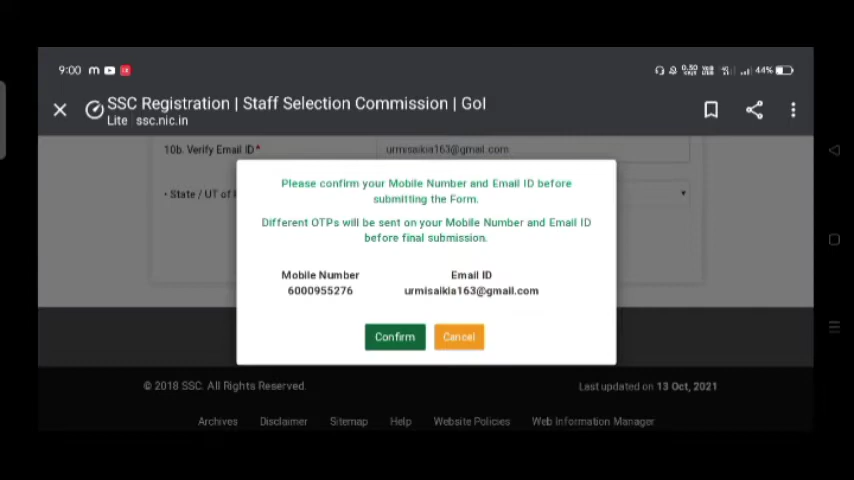 9:00
44%
SSC Registration | Staff Selection Commission | GoI
Lite ssc.nic.in
10b. Verify Email ID* urmisaikia163@gmail.com
• State / UT of
Please confirm your Mobile Number and Email ID before
submitting the Form.
Different OTPs will be sent on your Mobile Number and Email ID
before final submission.
Mobile Number Email ID
6000955276 urmisaikia163@gmail.com
Confirm Cancel
© 2018 SSC. All Rights Reserved. Last updated on 13 Oct, 2021
Archives Disclaimer Sitemap Help Website Policies Web Information Manager